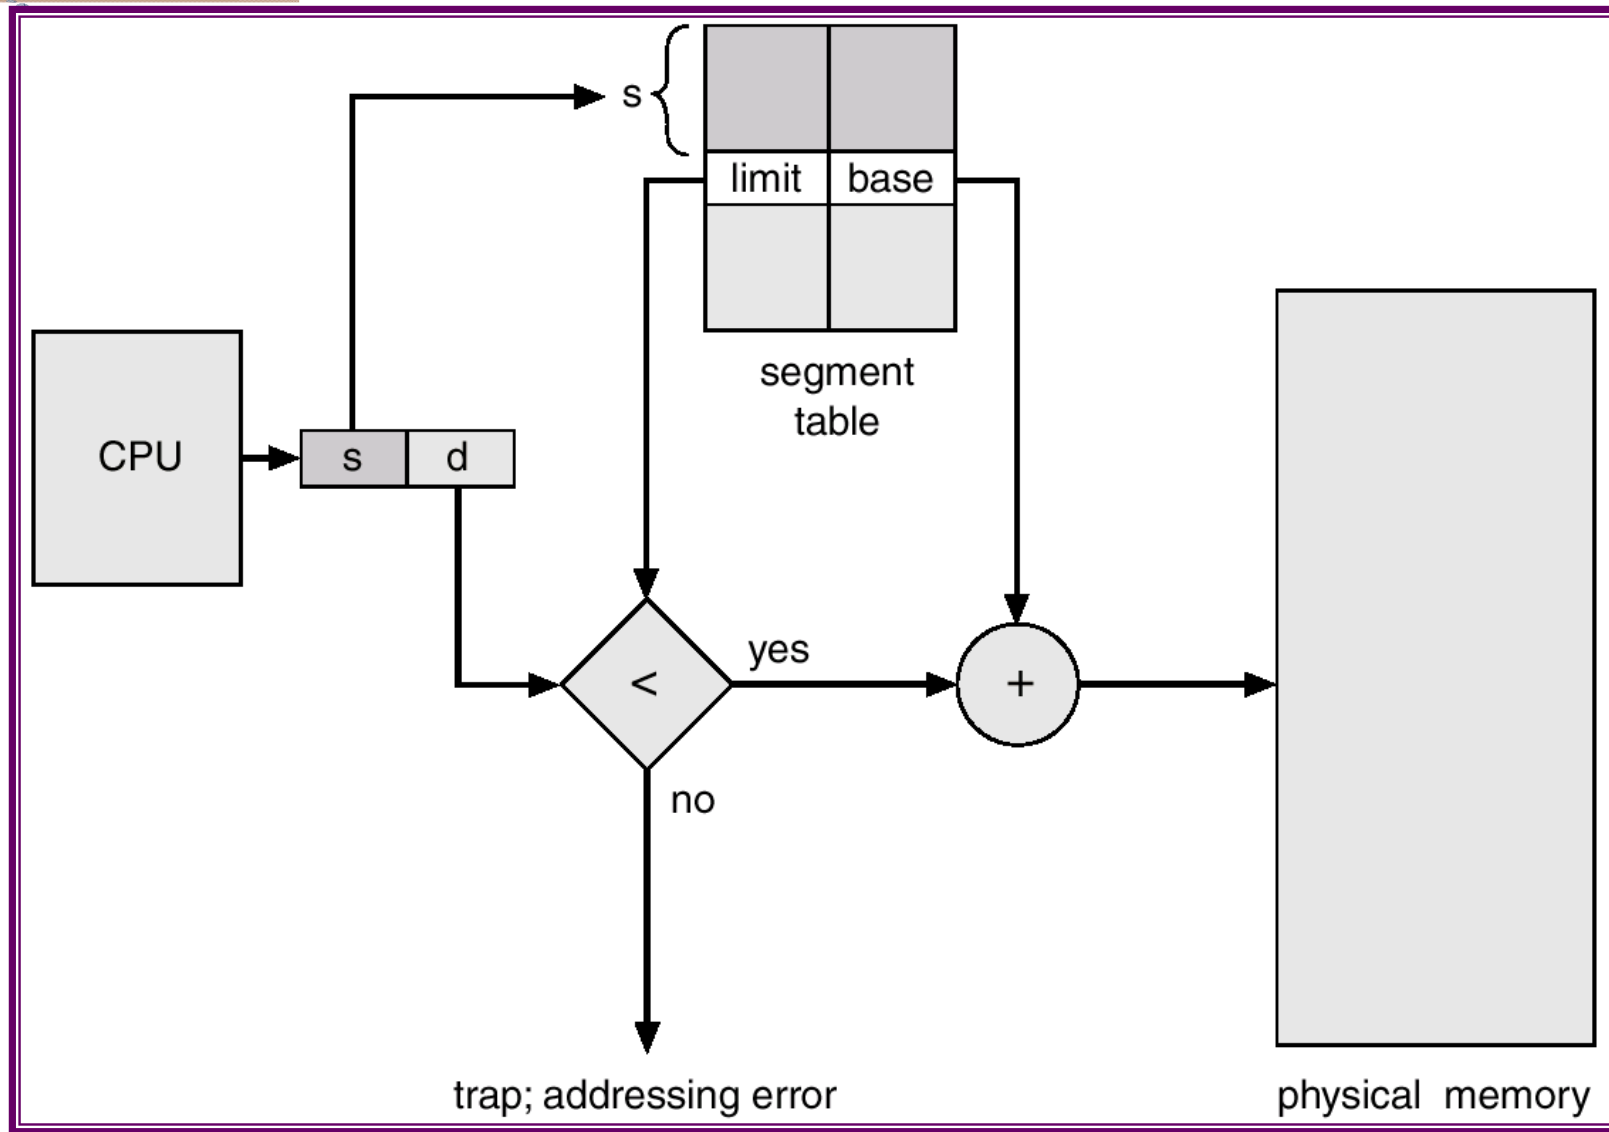 s
limit base
segment
table
CPU
s d
yes
<
+
no
trap; addressing error
physical memory